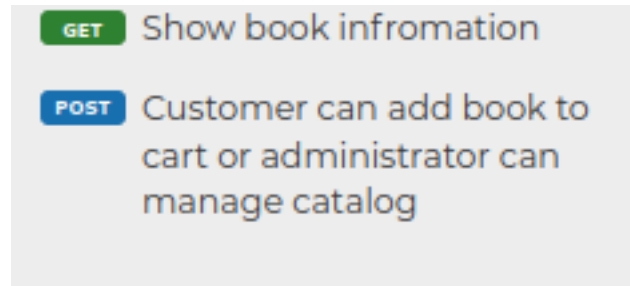 GET Show book infromation
POST Customer can add book to
cart or administrator can
manage catalog